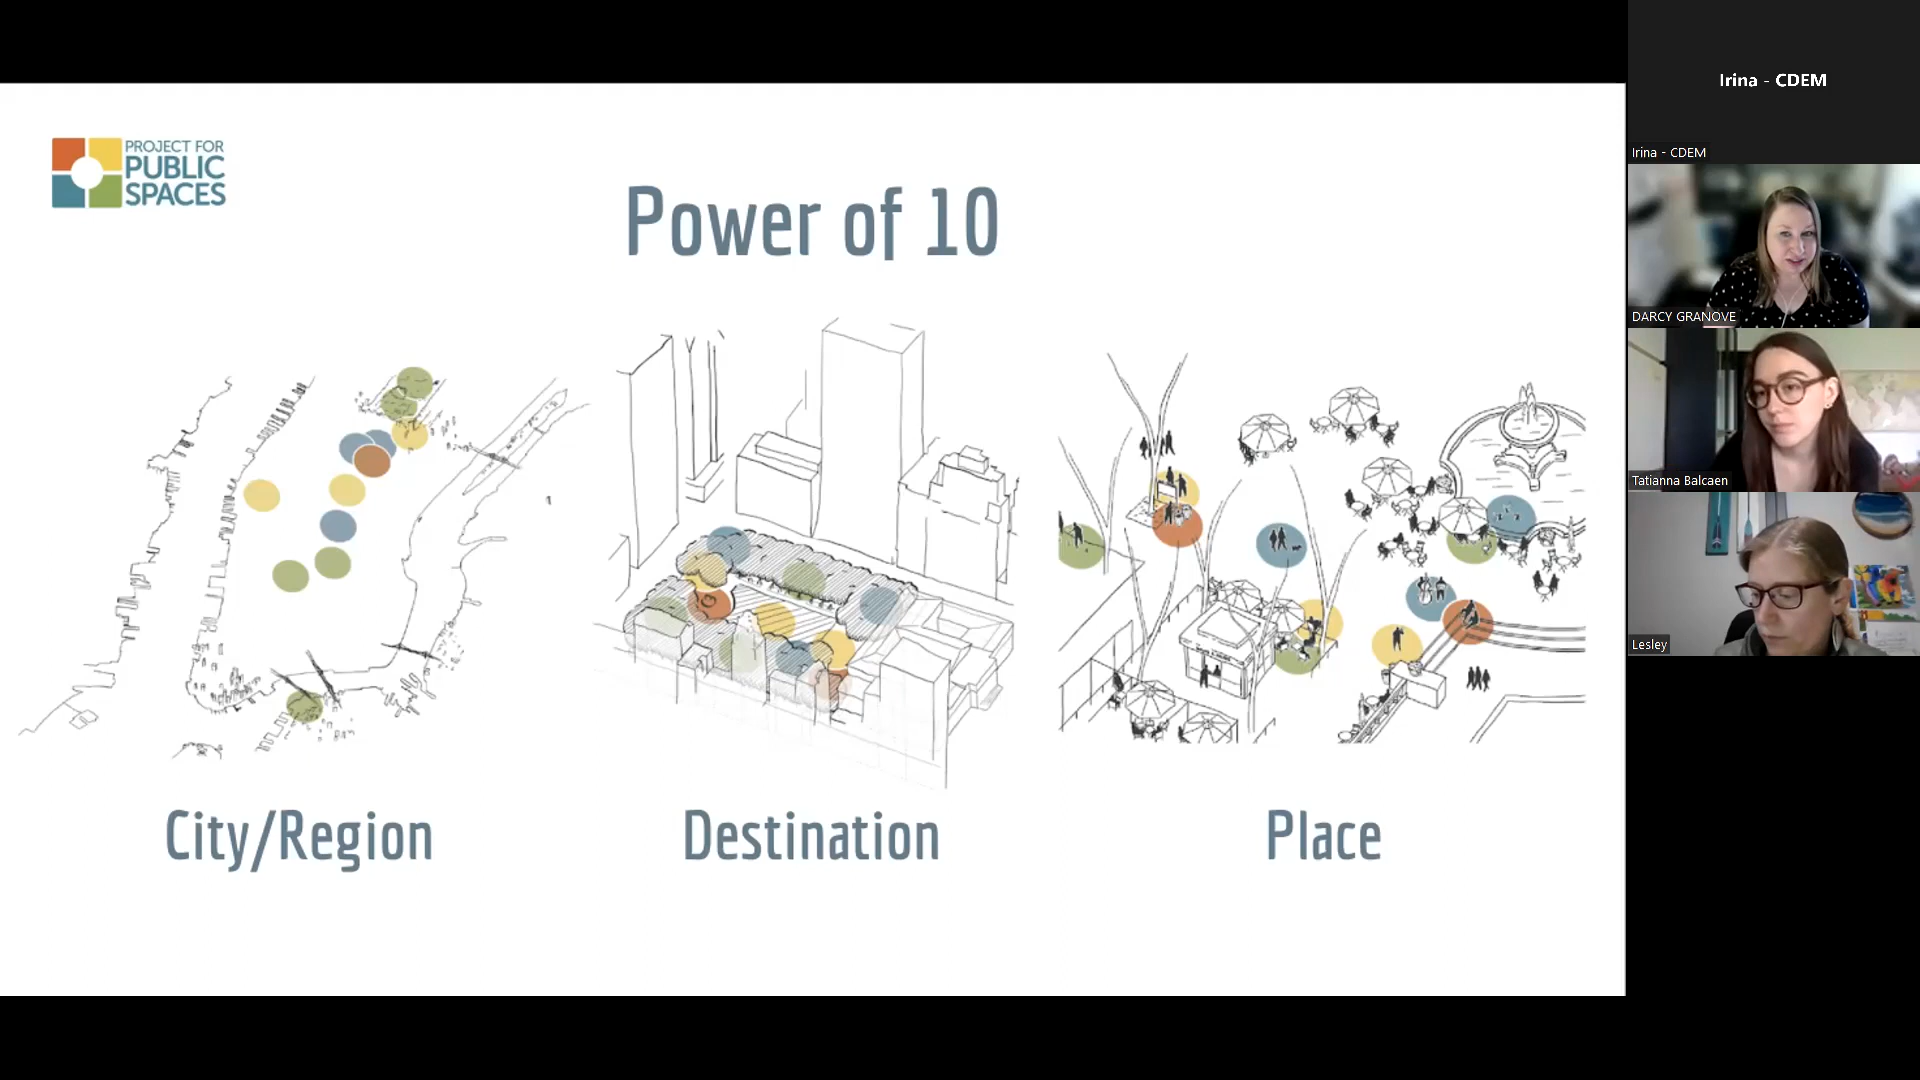 PROJECT FOR
PUBLIC
SPACES
Power of 10
City/Region
Destination
Place
Irina - CDEM
Irina - CDEM
DARCY GRANOVE
Tatianna Balcaen
Lesley